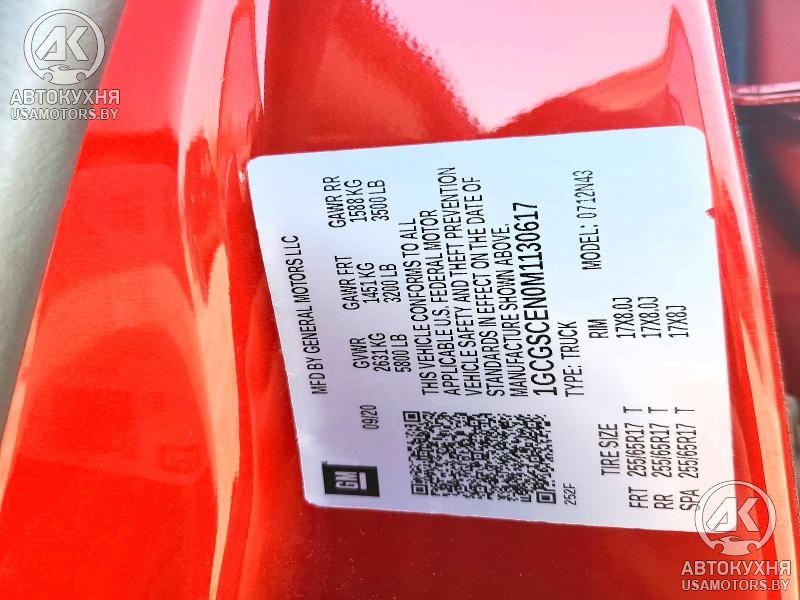 AK
АВТОКУХНЯ
USAMOTORS.BY
GM
MFD BY GENERAL MOTORS LLC
09/20 GVWR GAWR FRT GAWR RR
2631 KG 1451 KG 1588 KG
5800 LB 3200 LB 3500 LB
THIS VEHICLE CONFORMS TO ALL
APPLICABLE U.S. FEDERAL MOTOR
VEHICLE SAFETY AND THEFT PREVENTION
STANDARDS IN EFFECT ON THE DATE OF
MANUFACTURE SHOWN ABOVE.
1GCGSCEN0M1130617
252F TYPE: TRUCK MODEL: 0712N43
TIRE SIZE RIM
FRT 255/65R17 T 17X8.0J
RR 255/65R17 T 17X8.0J
SPA 255/65R17 T 17X8J
AK
АВТОКУХНЯ
USAMOTORS.BY